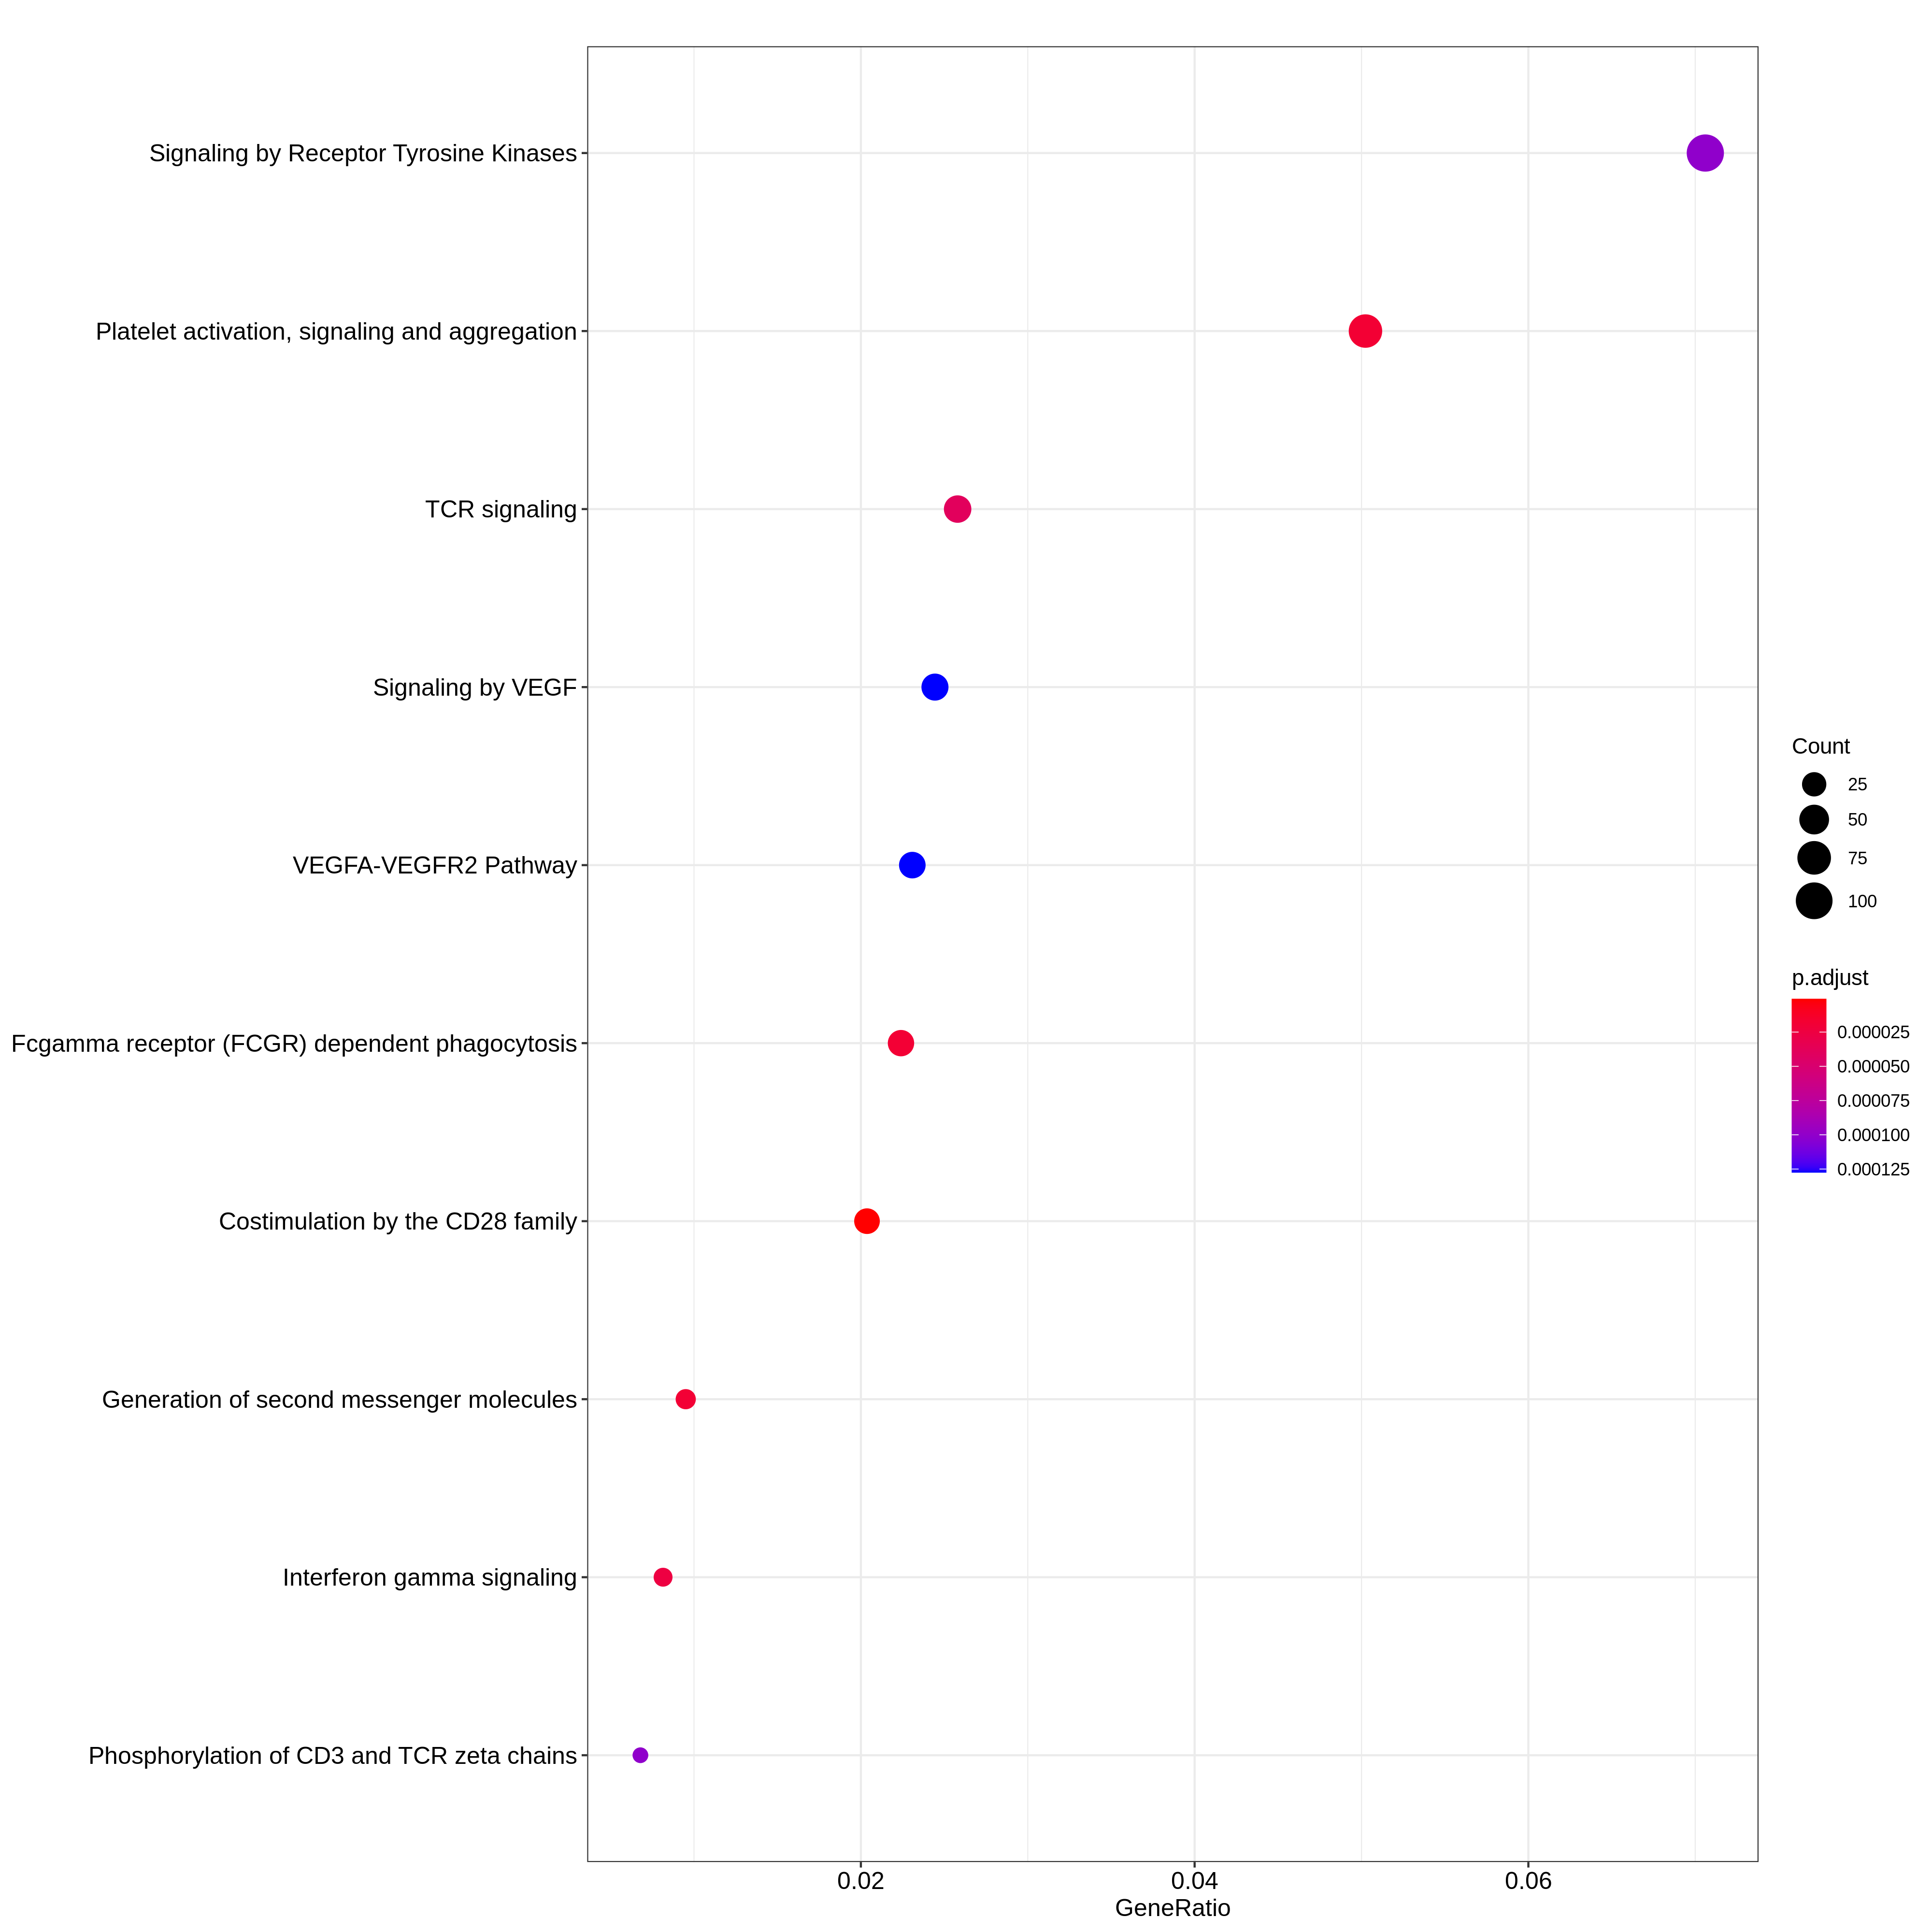 Signaling by Receptor Tyrosine Kinases
Platelet activation, signaling and aggregation
TCR signaling
Signaling by VEGF
VEGFA-VEGFR2 Pathway
Fcgamma receptor (FCGR) dependent phagocytosis
Costimulation by the CD28 family
Generation of second messenger molecules
Interferon gamma signaling
Phosphorylation of CD3 and TCR zeta chains
0.02
0.04
0.06
GeneRatio
Count
25
50
75
100
p.adjust
0.000025
0.000050
0.000075
0.000100
0.000125